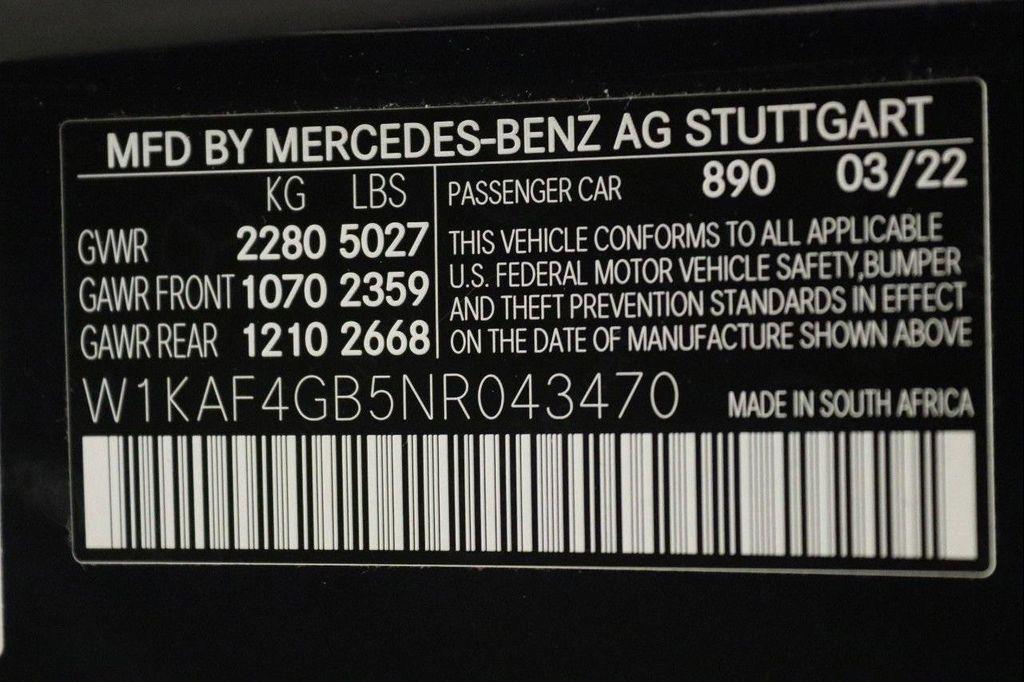 MFD BY MERCEDES-BENZ AG STUTTGART
KG LBS
GVWR 2280 5027
GAWR FRONT 1070 2359
GAWR REAR 1210 2668
PASSENGER CAR 890 03/22
THIS VEHICLE CONFORMS TO ALL APPLICABLE
U.S. FEDERAL MOTOR VEHICLE SAFETY,BUMPER
AND THEFT PREVENTION STANDARDS IN EFFECT
ON THE DATE OF MANUFACTURE SHOWN ABOVE
W1KAF4GB5NR043470
MADE IN SOUTH AFRICA